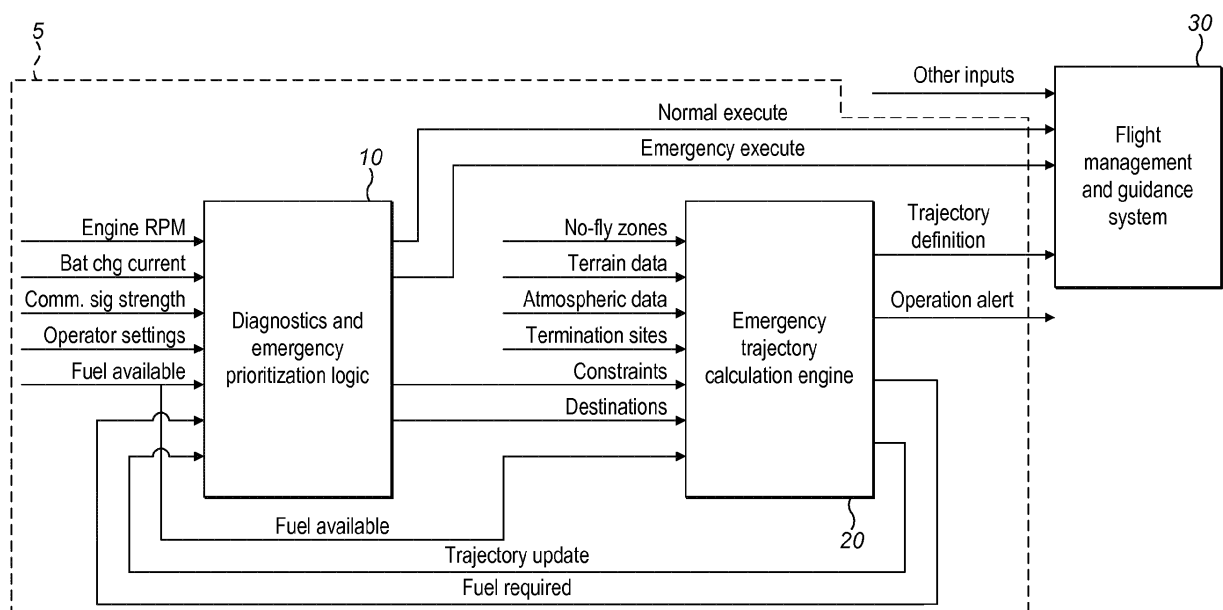 5
30
Other inputs
Normal execute
Emergency execute
Flight
management
and guidance
system
10
Engine RPM
Bat chg current
Comm. sig strength
Operator settings
Fuel available
Diagnostics and
emergency
prioritization logic
No-fly zones
Terrain data
Atmospheric data
Termination sites
Constraints
Destinations
Emergency
trajectory
calculation engine
Trajectory
definition
Operation alert
20
Fuel available
Trajectory update
Fuel required